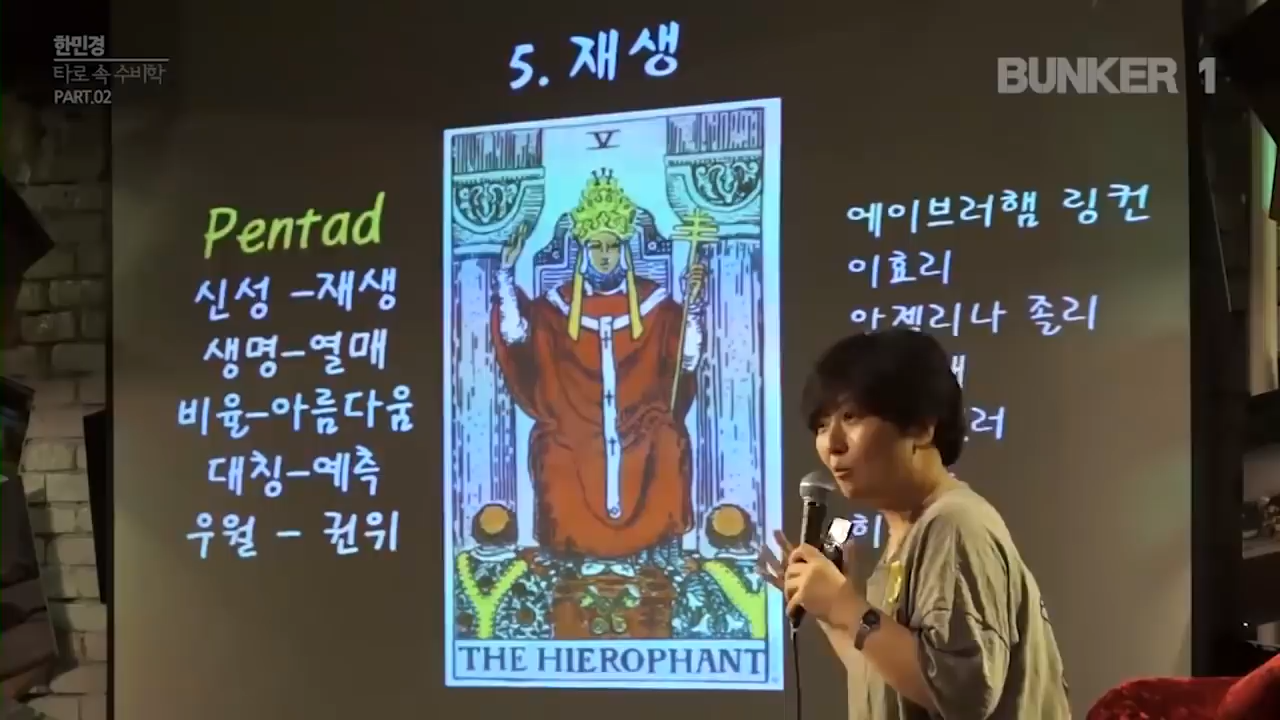 한민경
타로 속 수비학
PART.02
BUNKER 1
5. 재생
V
Pentad
신성 -재생
생명-열매
비율-아름다움
대칭-예측
우월 - 권위
에이브러햄 링컨
이효리
안젤리나 졸리
러
히
THE HIEROPHANT